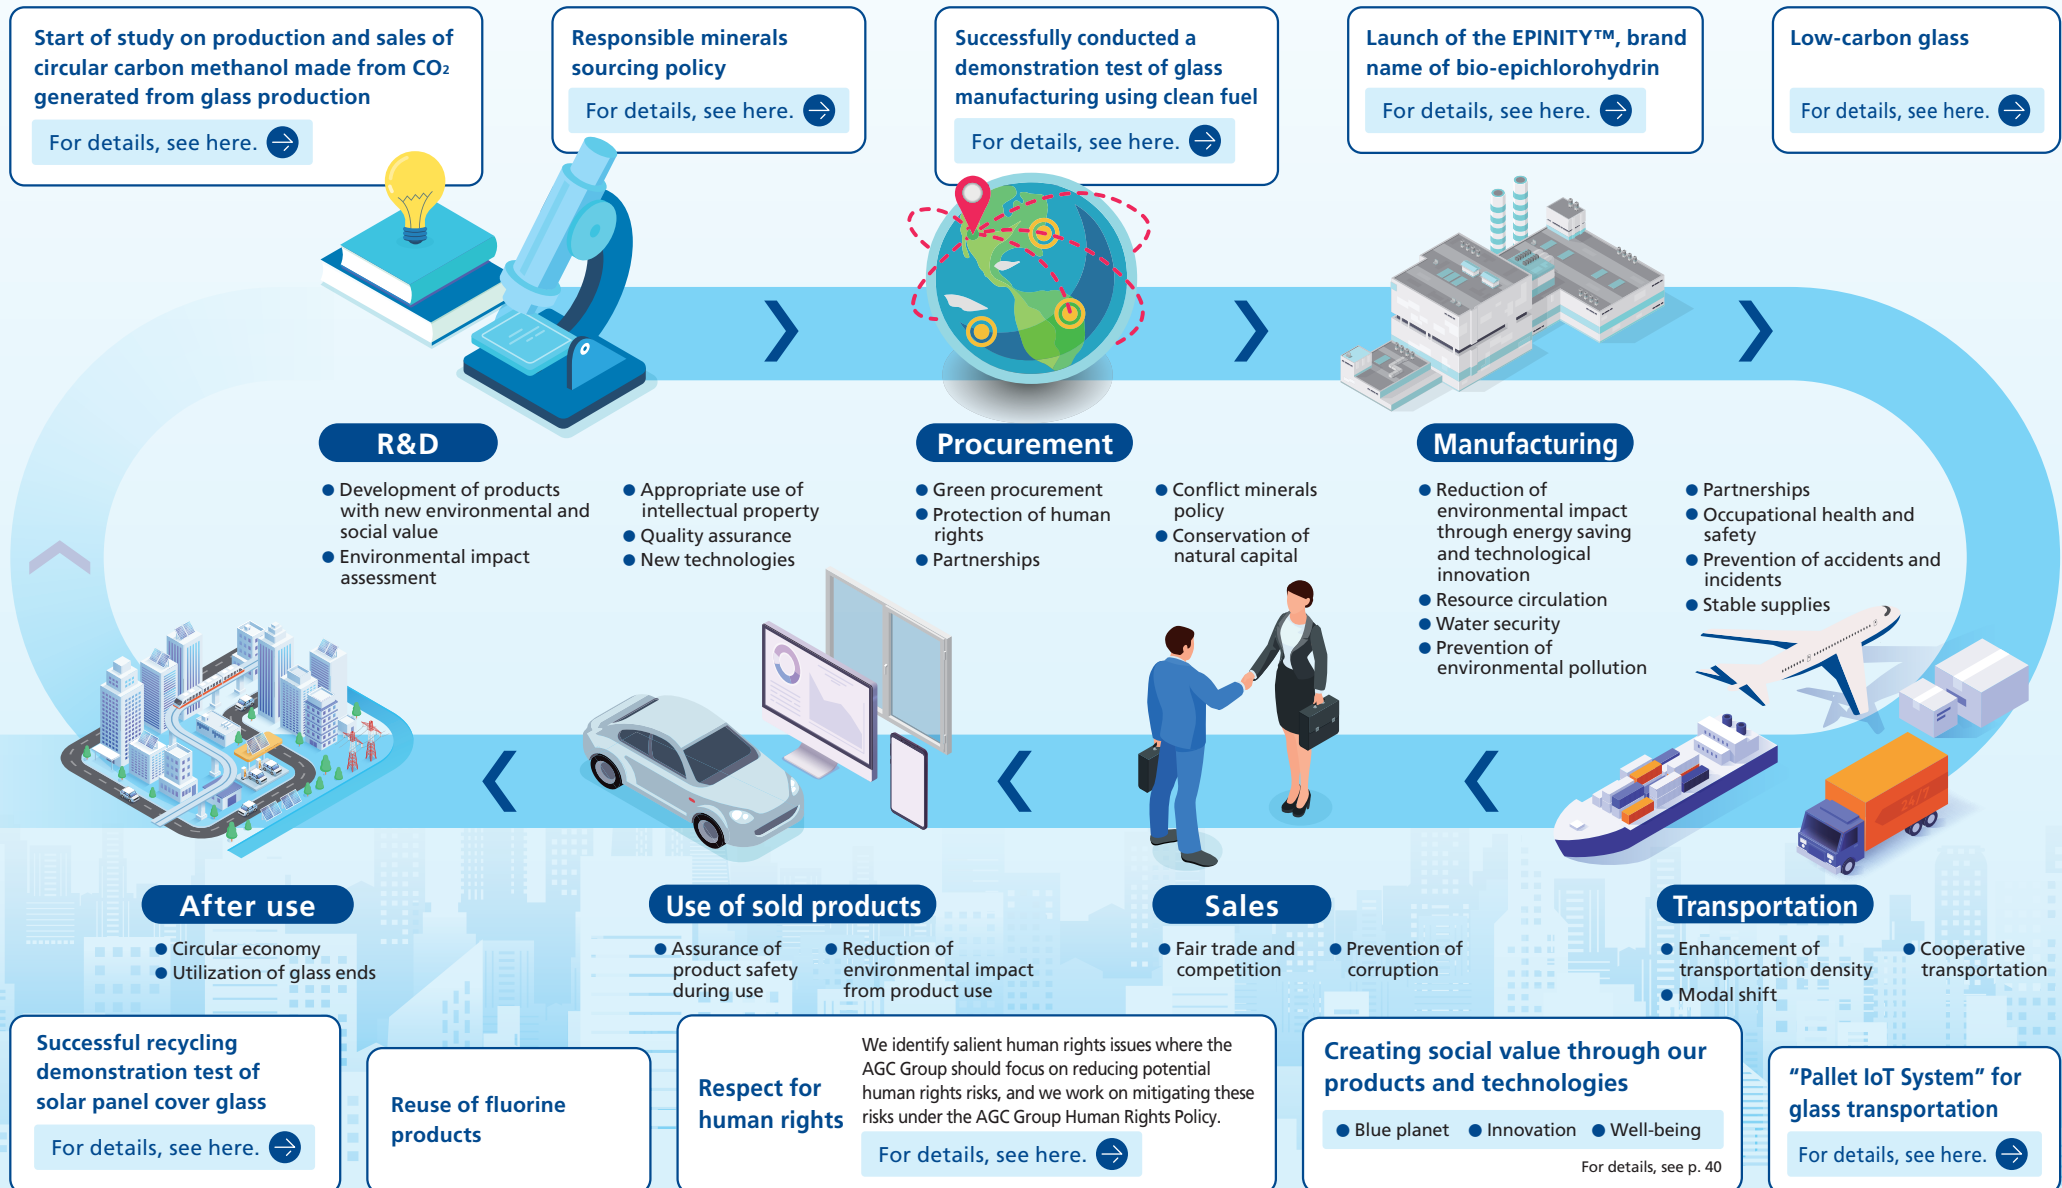 Start of study on production and sales of
circular carbon methanol made from CO2
generated from glass production
For details, see here.
Responsible minerals
sourcing policy
For details, see here.
Successfully conducted a
demonstration test of glass
manufacturing using clean fuel
For details, see here.
Launch of the EPINITY™, brand
name of bio-epichlorohydrin
For details, see here.
Low-carbon glass
For details, see here.
R&D
● Development of products
with new environmental and
social value
● Environmental impact
assessment
● Appropriate use of
intellectual property
● Quality assurance
● New technologies
Procurement
● Green procurement
● Protection of human
rights
● Partnerships
● Conflict minerals
policy
● Conservation of
natural capital
Manufacturing
● Reduction of
environmental impact
through energy saving
and technological
innovation
● Resource circulation
● Water security
● Prevention of
environmental pollution
● Partnerships
● Occupational health and
safety
● Prevention of accidents and
incidents
● Stable supplies
24/7
After use
● Circular economy
● Utilization of glass ends
Use of sold products
● Assurance of
product safety
during use
● Reduction of
environmental impact
from product use
Sales
● Fair trade and
competition
● Prevention of
corruption
Transportation
● Enhancement of
transportation density
● Modal shift
● Cooperative
transportation
Successful recycling
demonstration test of
solar panel cover glass
For details, see here.
Reuse of fluorine
products
Respect for
human rights
We identify salient human rights issues where the
AGC Group should focus on reducing potential
human rights risks, and we work on mitigating these
risks under the AGC Group Human Rights Policy.
For details, see here.
Creating social value through our
products and technologies
● Blue planet ● Innovation ● Well-being
For details, see p. 40
“Pallet IoT System” for
glass transportation
For details, see here.